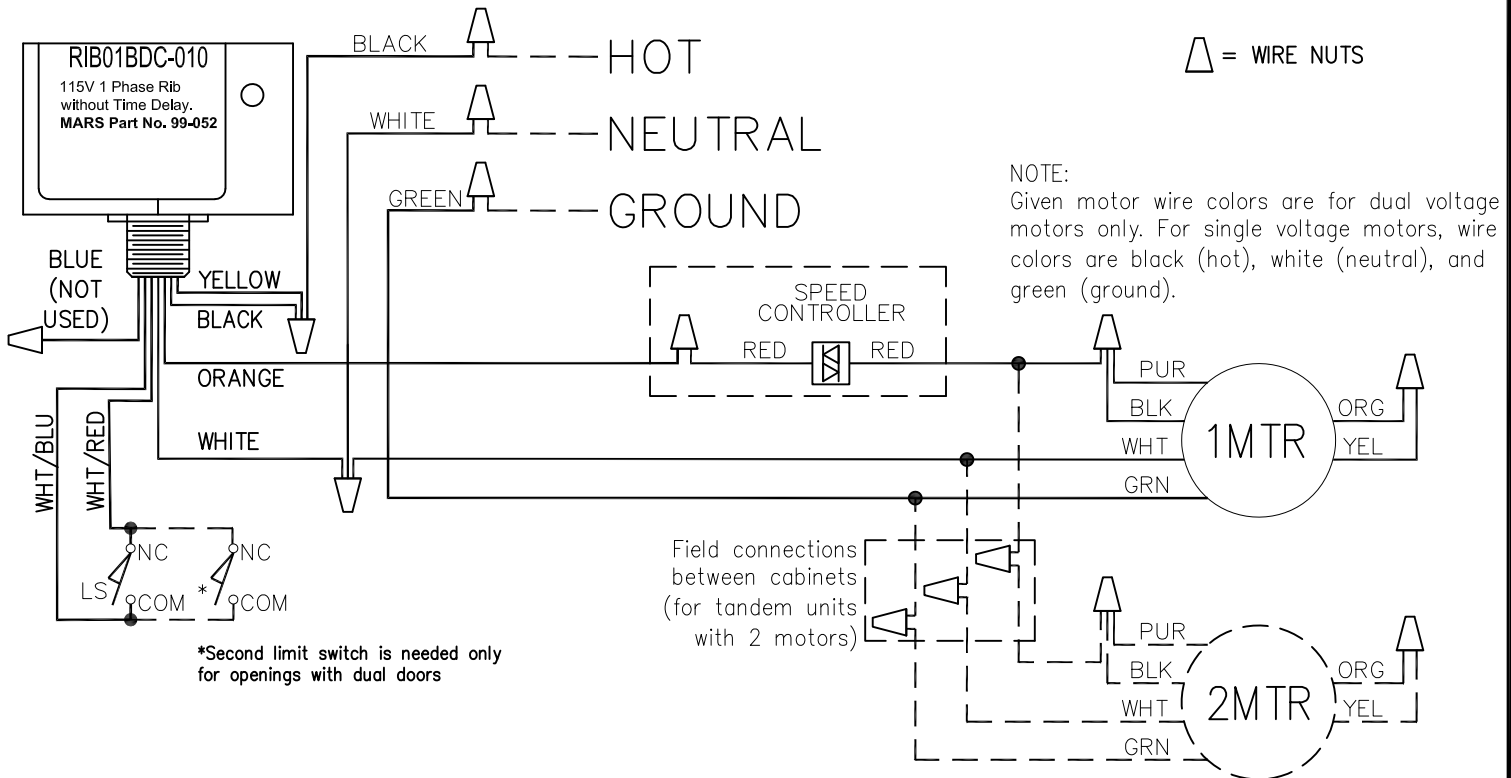 RIB01BDC-010
115V 1 Phase Rib
without Time Delay.
MARS Part No. 99-052
BLACK
HOT
= WIRE NUTS
WHITE
NEUTRAL
GREEN
GROUND
NOTE:
Given motor wire colors are for dual voltage
motors only. For single voltage motors, wire
colors are black (hot), white (neutral), and
green (ground).
BLUE
(NOT
USED)
YELLOW
BLACK
SPEED
CONTROLLER
RED
RED
ORANGE
PUR
BLK
WHT
GRN
1MTR
ORG
YEL
WHITE
WHT/BLU
WHT/RED
NC
LS
COM
NC
*
COM
Field connections
between cabinets
(for tandem units
with 2 motors)
*Second limit switch is needed only
for openings with dual doors
PUR
BLK
WHT
GRN
2MTR
ORG
YEL